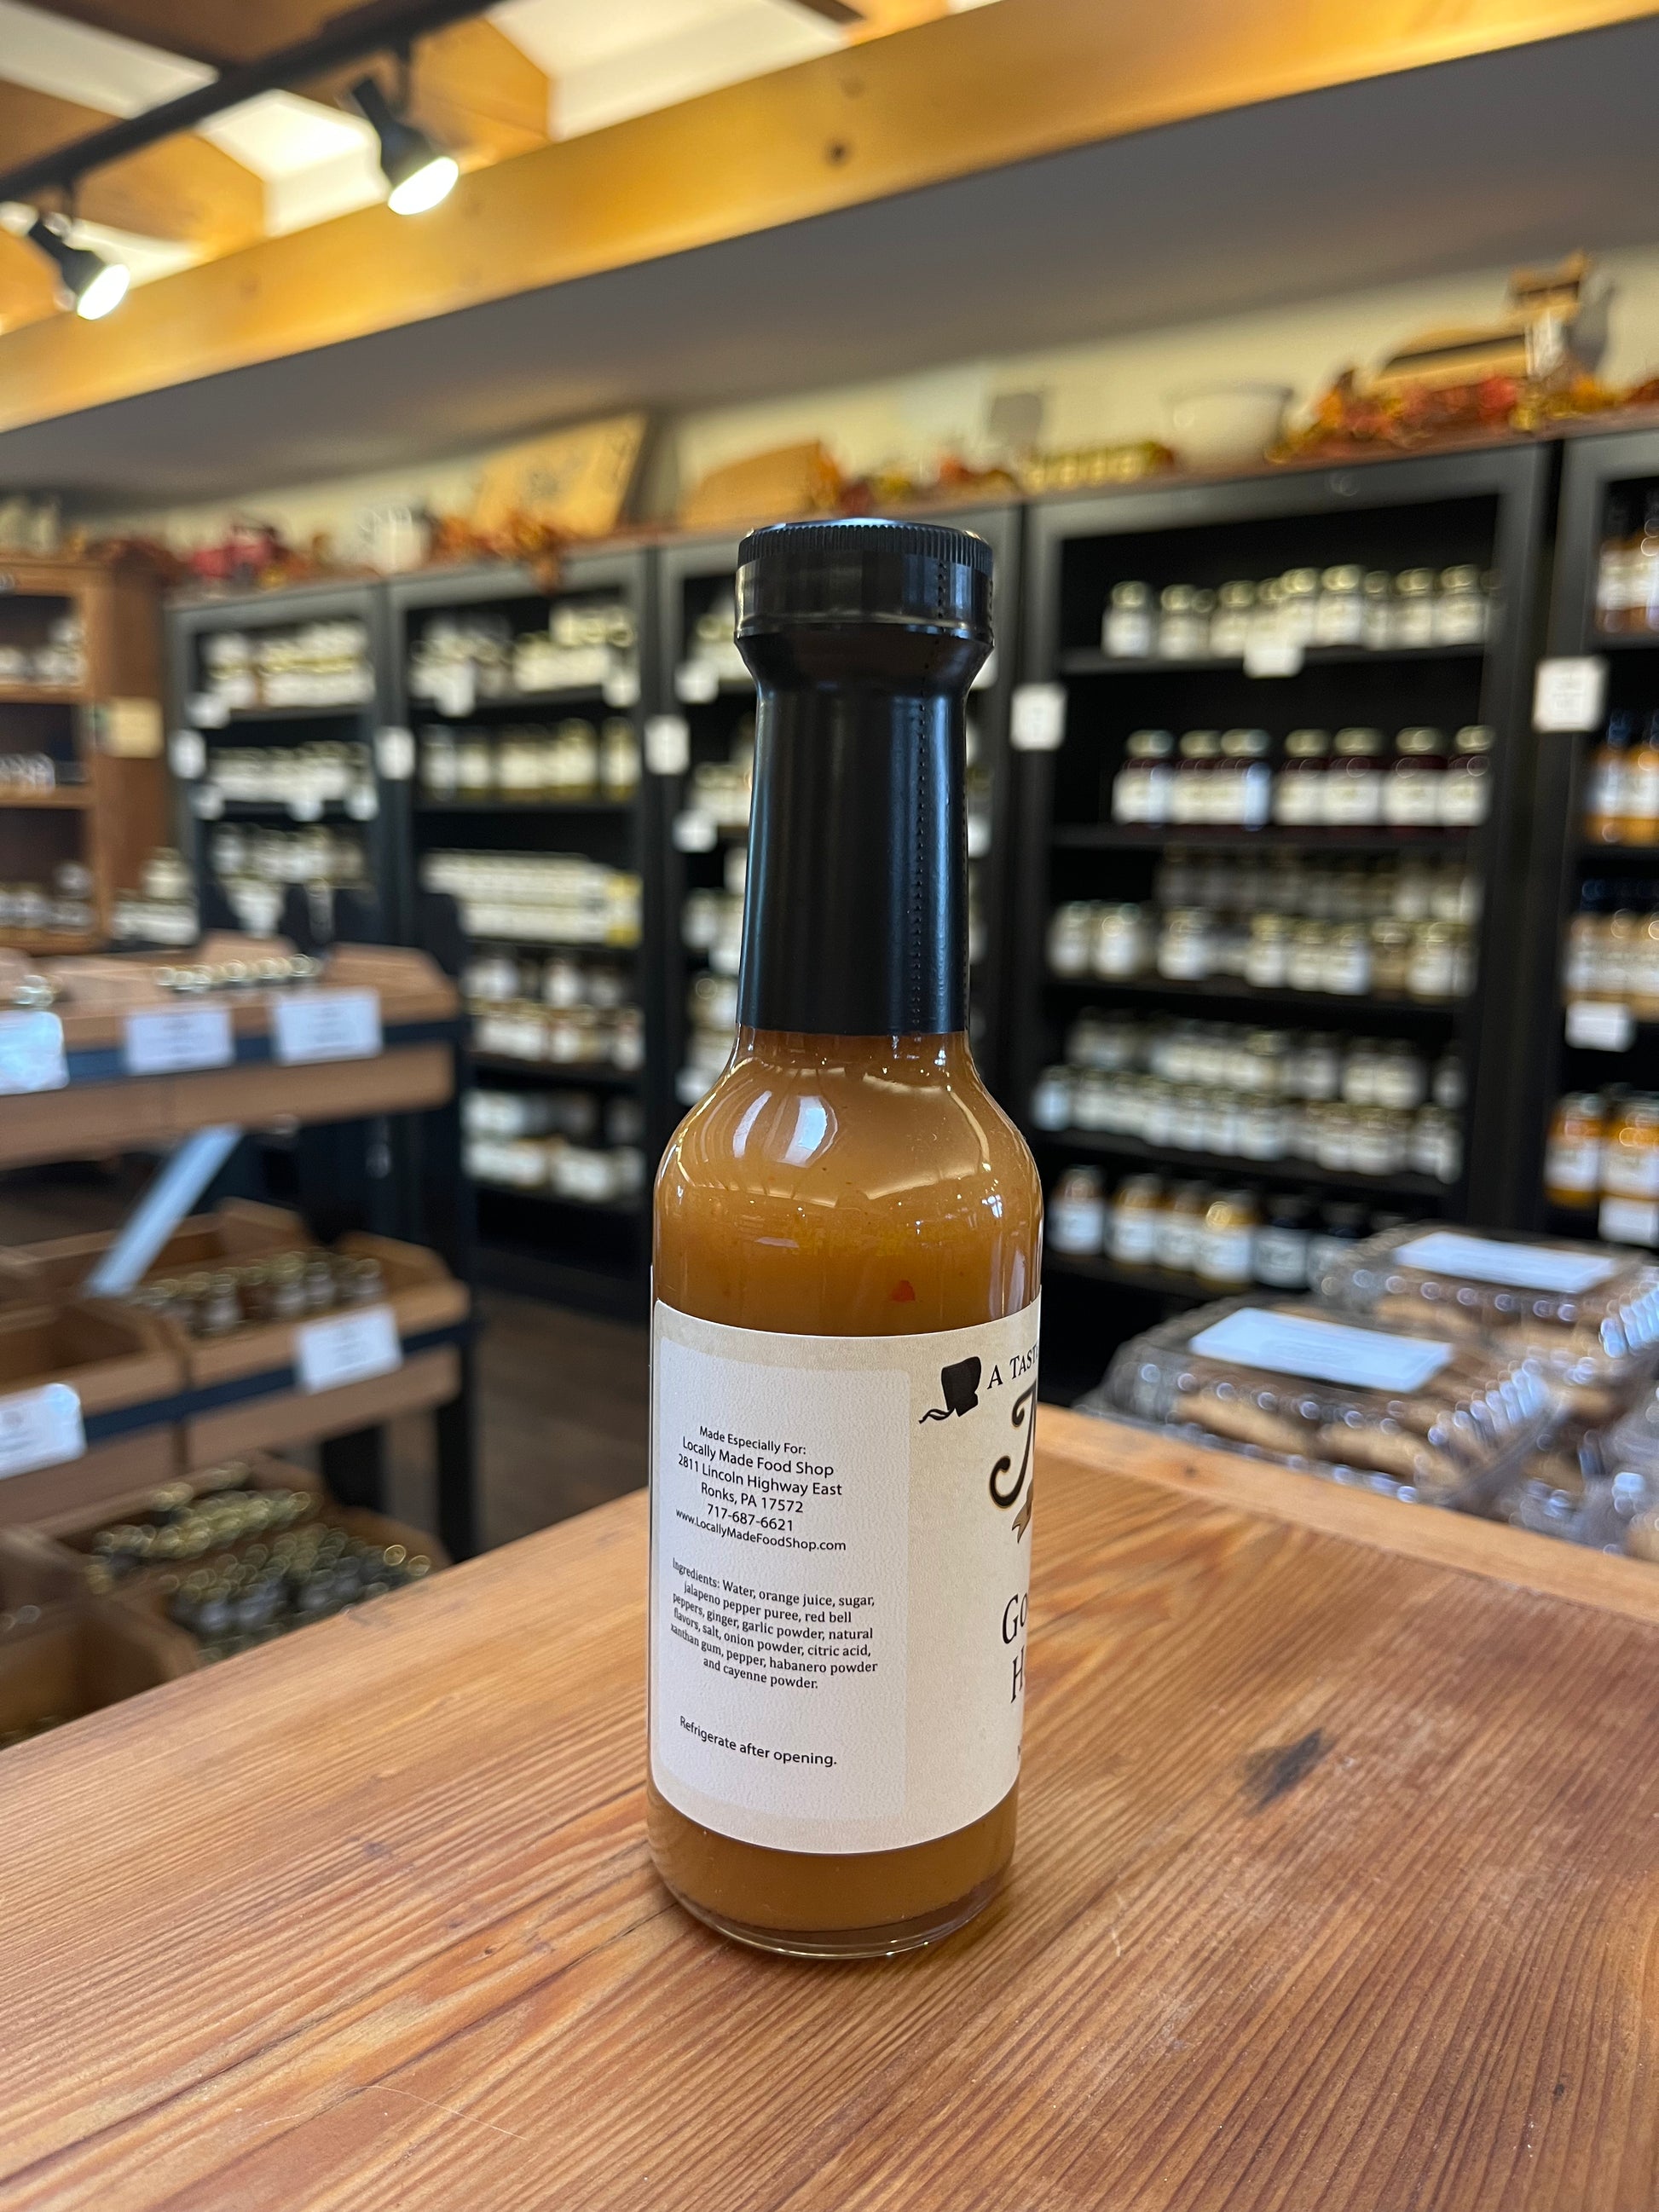 Made Especially For:
Locally Made Food Shop
2811 Lincoln Highway East
Ronks, PA 17572
717-687-6621
www.LocallyMadeFoodShop.com
Ingredients: Water, orange juice, sugar,
jalapeno pepper puree, red bell
peppers, ginger, garlic powder, natural
flavors, salt, onion powder, citric acid,
xanthan gum, pepper, habanero powder
and cayenne powder.
Refrigerate after opening.
A TAST
Go
H